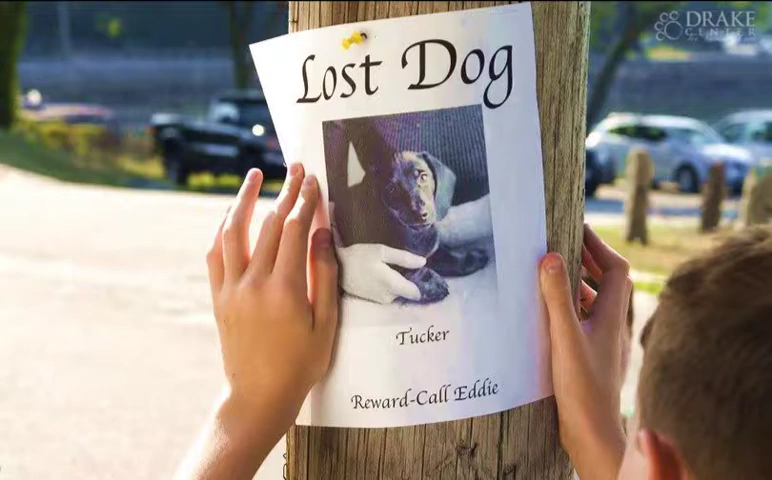 DRAKE
CENTER
Lost Dog
Tucker
Reward-Call Eddie